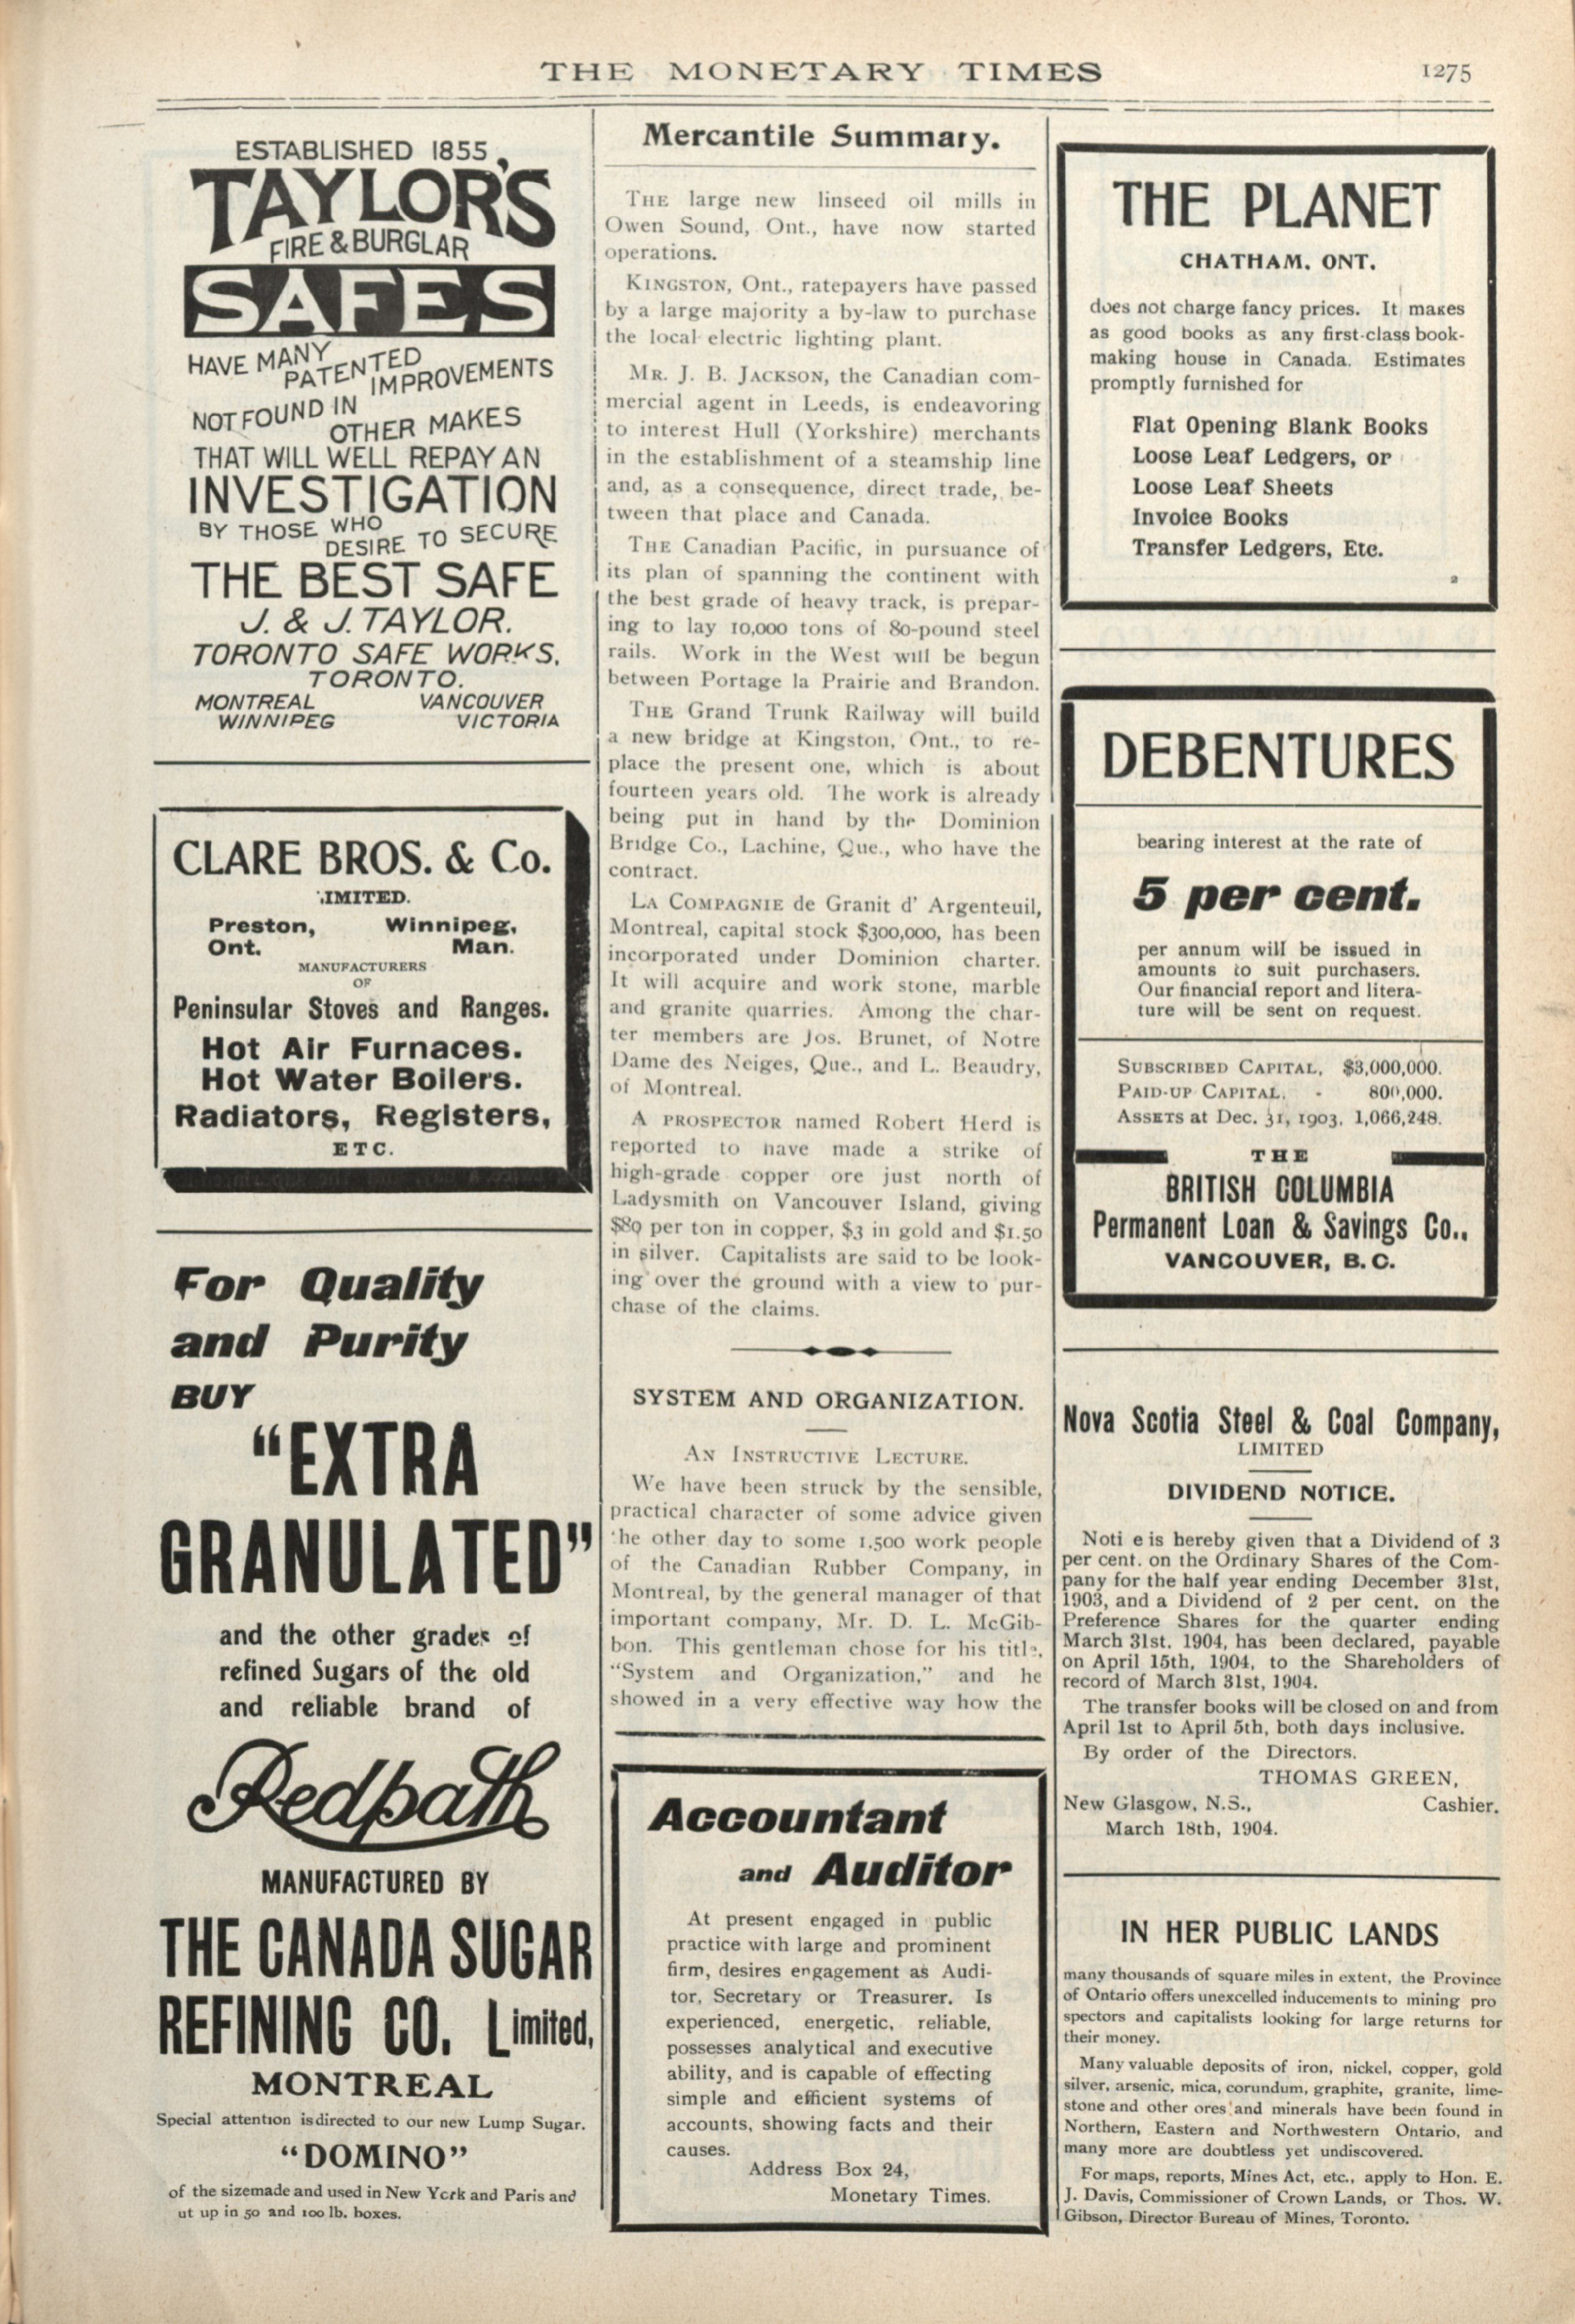 THE MONETARY TIMES 1275
ESTABLISHED 1855
TAYLOR'S
FIRE & BURGLAR
SAFES
HAVE MANY
PATENTED
IMPROVEMENTS
NOT FOUND IN
OTHER MAKES
THAT WILL WELL REPAY AN
INVESTIGATION
BY THOSE WHO
DESIRE TO SECURE
THE BEST SAFE
J. & J. TAYLOR.
TORONTO SAFE WORKS,
TORONTO.
MONTREAL VANCOUVER
WINNIPEG VICTORIA
CLARE BROS. & Co.
LIMITED.
Preston, Winnipeg,
Ont. Man.
MANUFACTURERS
OF
Peninsular Stoves and Ranges.
Hot Air Furnaces.
Hot Water Boilers.
Radiators, Registers,
ETC.
For Quality
and Purity
BUY
"EXTRA
GRANULATED"
and the other grades of
refined Sugars of the old
and reliable brand of
Redpath
MANUFACTURED BY
THE CANADA SUGAR
REFINING CO. Limited,
MONTREAL
Special attention is directed to our new Lump Sugar.
"DOMINO"
of the size made and used in New York and Paris and
ut up in 50 and 100 lb. boxes.
Mercantile Summary.
THE large new linseed oil mills in
Owen Sound, Ont., have now started
operations.
KINGSTON, Ont., ratepayers have passed
by a large majority a by-law to purchase
the local electric lighting plant.
MR. J. B. JACKSON, the Canadian com-
mercial agent in Leeds, is endeavoring
to interest Hull (Yorkshire) merchants
in the establishment of a steamship line
and, as a consequence, direct trade, be-
tween that place and Canada.
THE Canadian Pacific, in pursuance of
its plan of spanning the continent with
the best grade of heavy track, is prepar-
ing to lay 10,000 tons of 80-pound steel
rails. Work in the West will be begun
between Portage la Prairie and Brandon.
THE Grand Trunk Railway will build
a new bridge at Kingston, Ont., to re-
place the present one, which is about
fourteen years old. The work is already
being put in hand by the Dominion
Bridge Co., Lachine, Que., who have the
contract.
LA COMPAGNIE de Granit d' Argenteuil,
Montreal, capital stock $300,000, has been
incorporated under Dominion charter.
It will acquire and work stone, marble
and granite quarries. Among the char-
ter members are Jos. Brunet, of Notre
Dame des Neiges, Que., and L. Beaudry,
of Montreal.
A PROSPECTOR named Robert Herd is
reported to have made a strike of
high-grade copper ore just north of
Ladysmith on Vancouver Island, giving
$89 per ton in copper, $3 in gold and $1.50
in silver. Capitalists are said to be look-
ing over the ground with a view to pur-
chase of the claims.
SYSTEM AND ORGANIZATION.
AN INSTRUCTIVE LECTURE.
We have been struck by the sensible,
practical character of some advice given
the other day to some 1,500 work people
of the Canadian Rubber Company, in
Montreal, by the general manager of that
important company, Mr. D. L. McGib-
bon. This gentleman chose for his title,
"System and Organization," and he
showed in a very effective way how the
Accountant
and Auditor
At present engaged in public
practice with large and prominent
firm, desires engagement as Audi-
tor, Secretary or Treasurer. Is
experienced, energetic, reliable,
possesses analytical and executive
ability, and is capable of effecting
simple and efficient systems of
accounts, showing facts and their
causes.
Address Box 24,
Monetary Times.
THE PLANET
CHATHAM, ONT.
does not charge fancy prices. It makes
as good books as any first-class book-
making house in Canada. Estimates
promptly furnished for
Flat Opening Blank Books
Loose Leaf Ledgers, or
Loose Leaf Sheets
Invoice Books
Transfer Ledgers, Etc.
DEBENTURES
bearing interest at the rate of
5 per cent.
per annum will be issued in
amounts to suit purchasers.
Our financial report and litera-
ture will be sent on request.
SUBSCRIBED CAPITAL, $3,000,000.
PAID-UP CAPITAL, - 800,000.
ASSETS at Dec. 31, 1903, 1,066,248.
THE
BRITISH COLUMBIA
Permanent Loan & Savings Co.,
VANCOUVER, B.C.
Nova Scotia Steel & Coal Company,
LIMITED
DIVIDEND NOTICE.
Noti e is hereby given that a Dividend of 3
per cent. on the Ordinary Shares of the Com-
pany for the half year ending December 31st,
1903, and a Dividend of 2 per cent. on the
Preference Shares for the quarter ending
March 31st, 1904, has been declared, payable
on April 15th, 1904, to the Shareholders of
record of March 31st, 1904.
The transfer books will be closed on and from
April 1st to April 5th, both days inclusive.
By order of the Directors.
THOMAS GREEN,
New Glasgow, N.S., Cashier.
March 18th, 1904.
IN HER PUBLIC LANDS
many thousands of square miles in extent, the Province
of Ontario offers unexcelled inducements to mining pro
spectors and capitalists looking for large returns for
their money.
Many valuable deposits of iron, nickel, copper, gold
silver, arsenic, mica, corundum, graphite, granite, lime-
stone and other ores and minerals have been found in
Northern, Eastern and Northwestern Ontario, and
many more are doubtless yet undiscovered.
For maps, reports, Mines Act, etc., apply to Hon. E.
J. Davis, Commissioner of Crown Lands, or Thos. W.
Gibson, Director Bureau of Mines, Toronto.